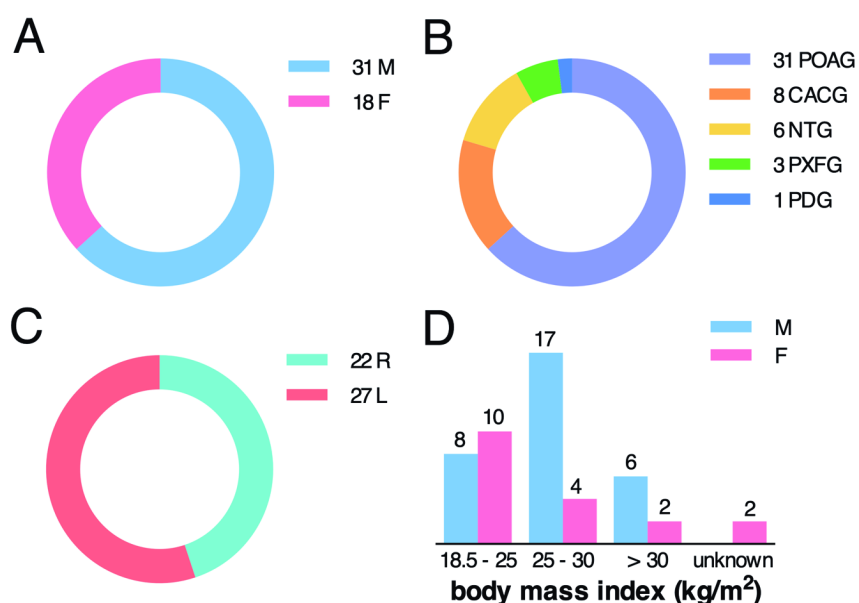 A
31 M
18 F
B
31 POAG
8 CACG
6 NTG
3 PXFG
1 PDG
C
22 R
27 L
D
M
F
8
10
17
4
6
2
2
18.5 - 25
25 - 30
> 30
unknown
body mass index (kg/m²)